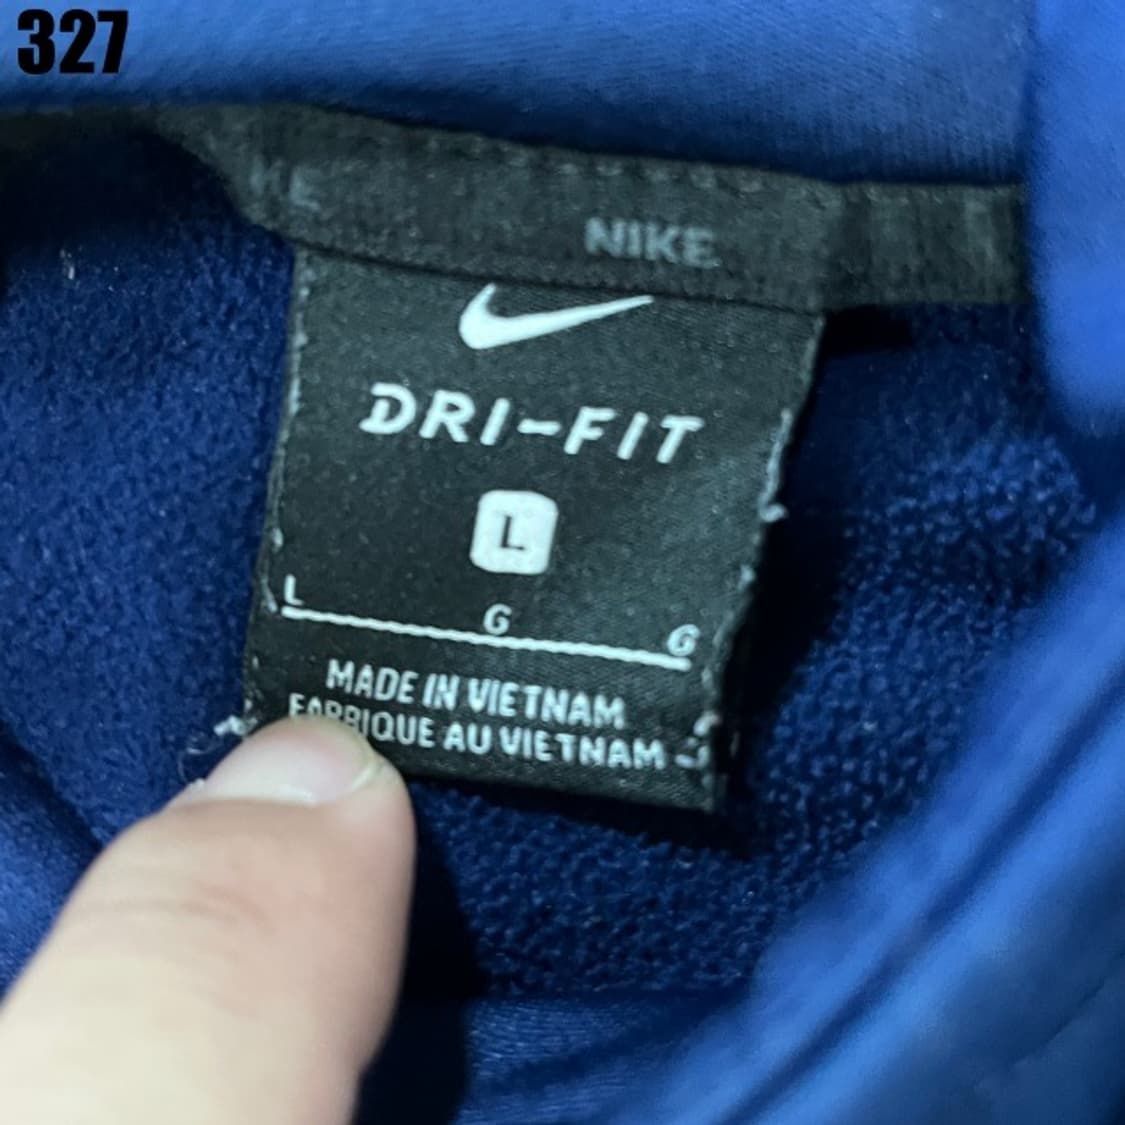 327
NIKE
DRI-FIT
L
L G G
MADE IN VIETNAM
FABRIQUE AU VIETNAM